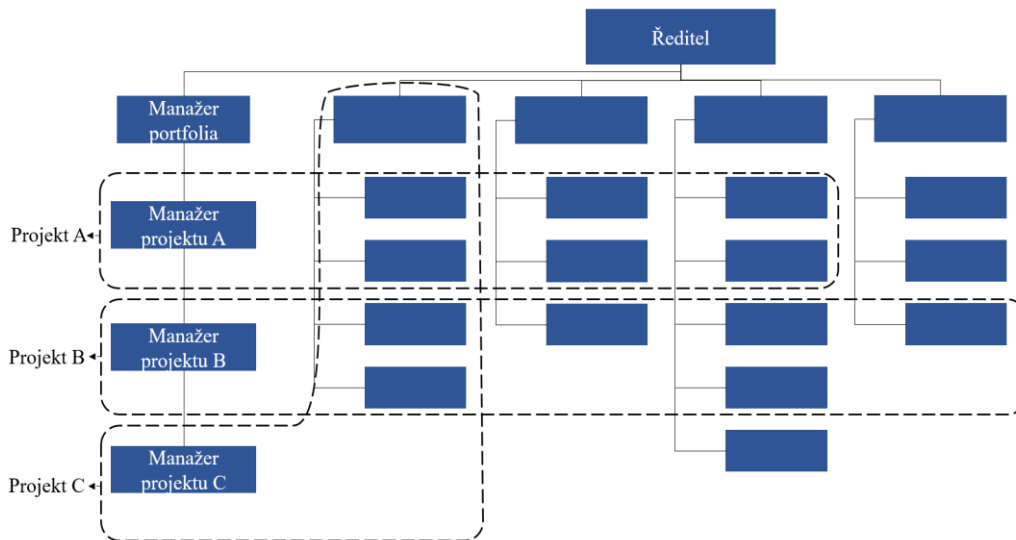 Ředitel
Manažer
portfolia
Projekt A
Manažer
projektu A
Projekt B
Manažer
projektu B
Projekt C
Manažer
projektu C